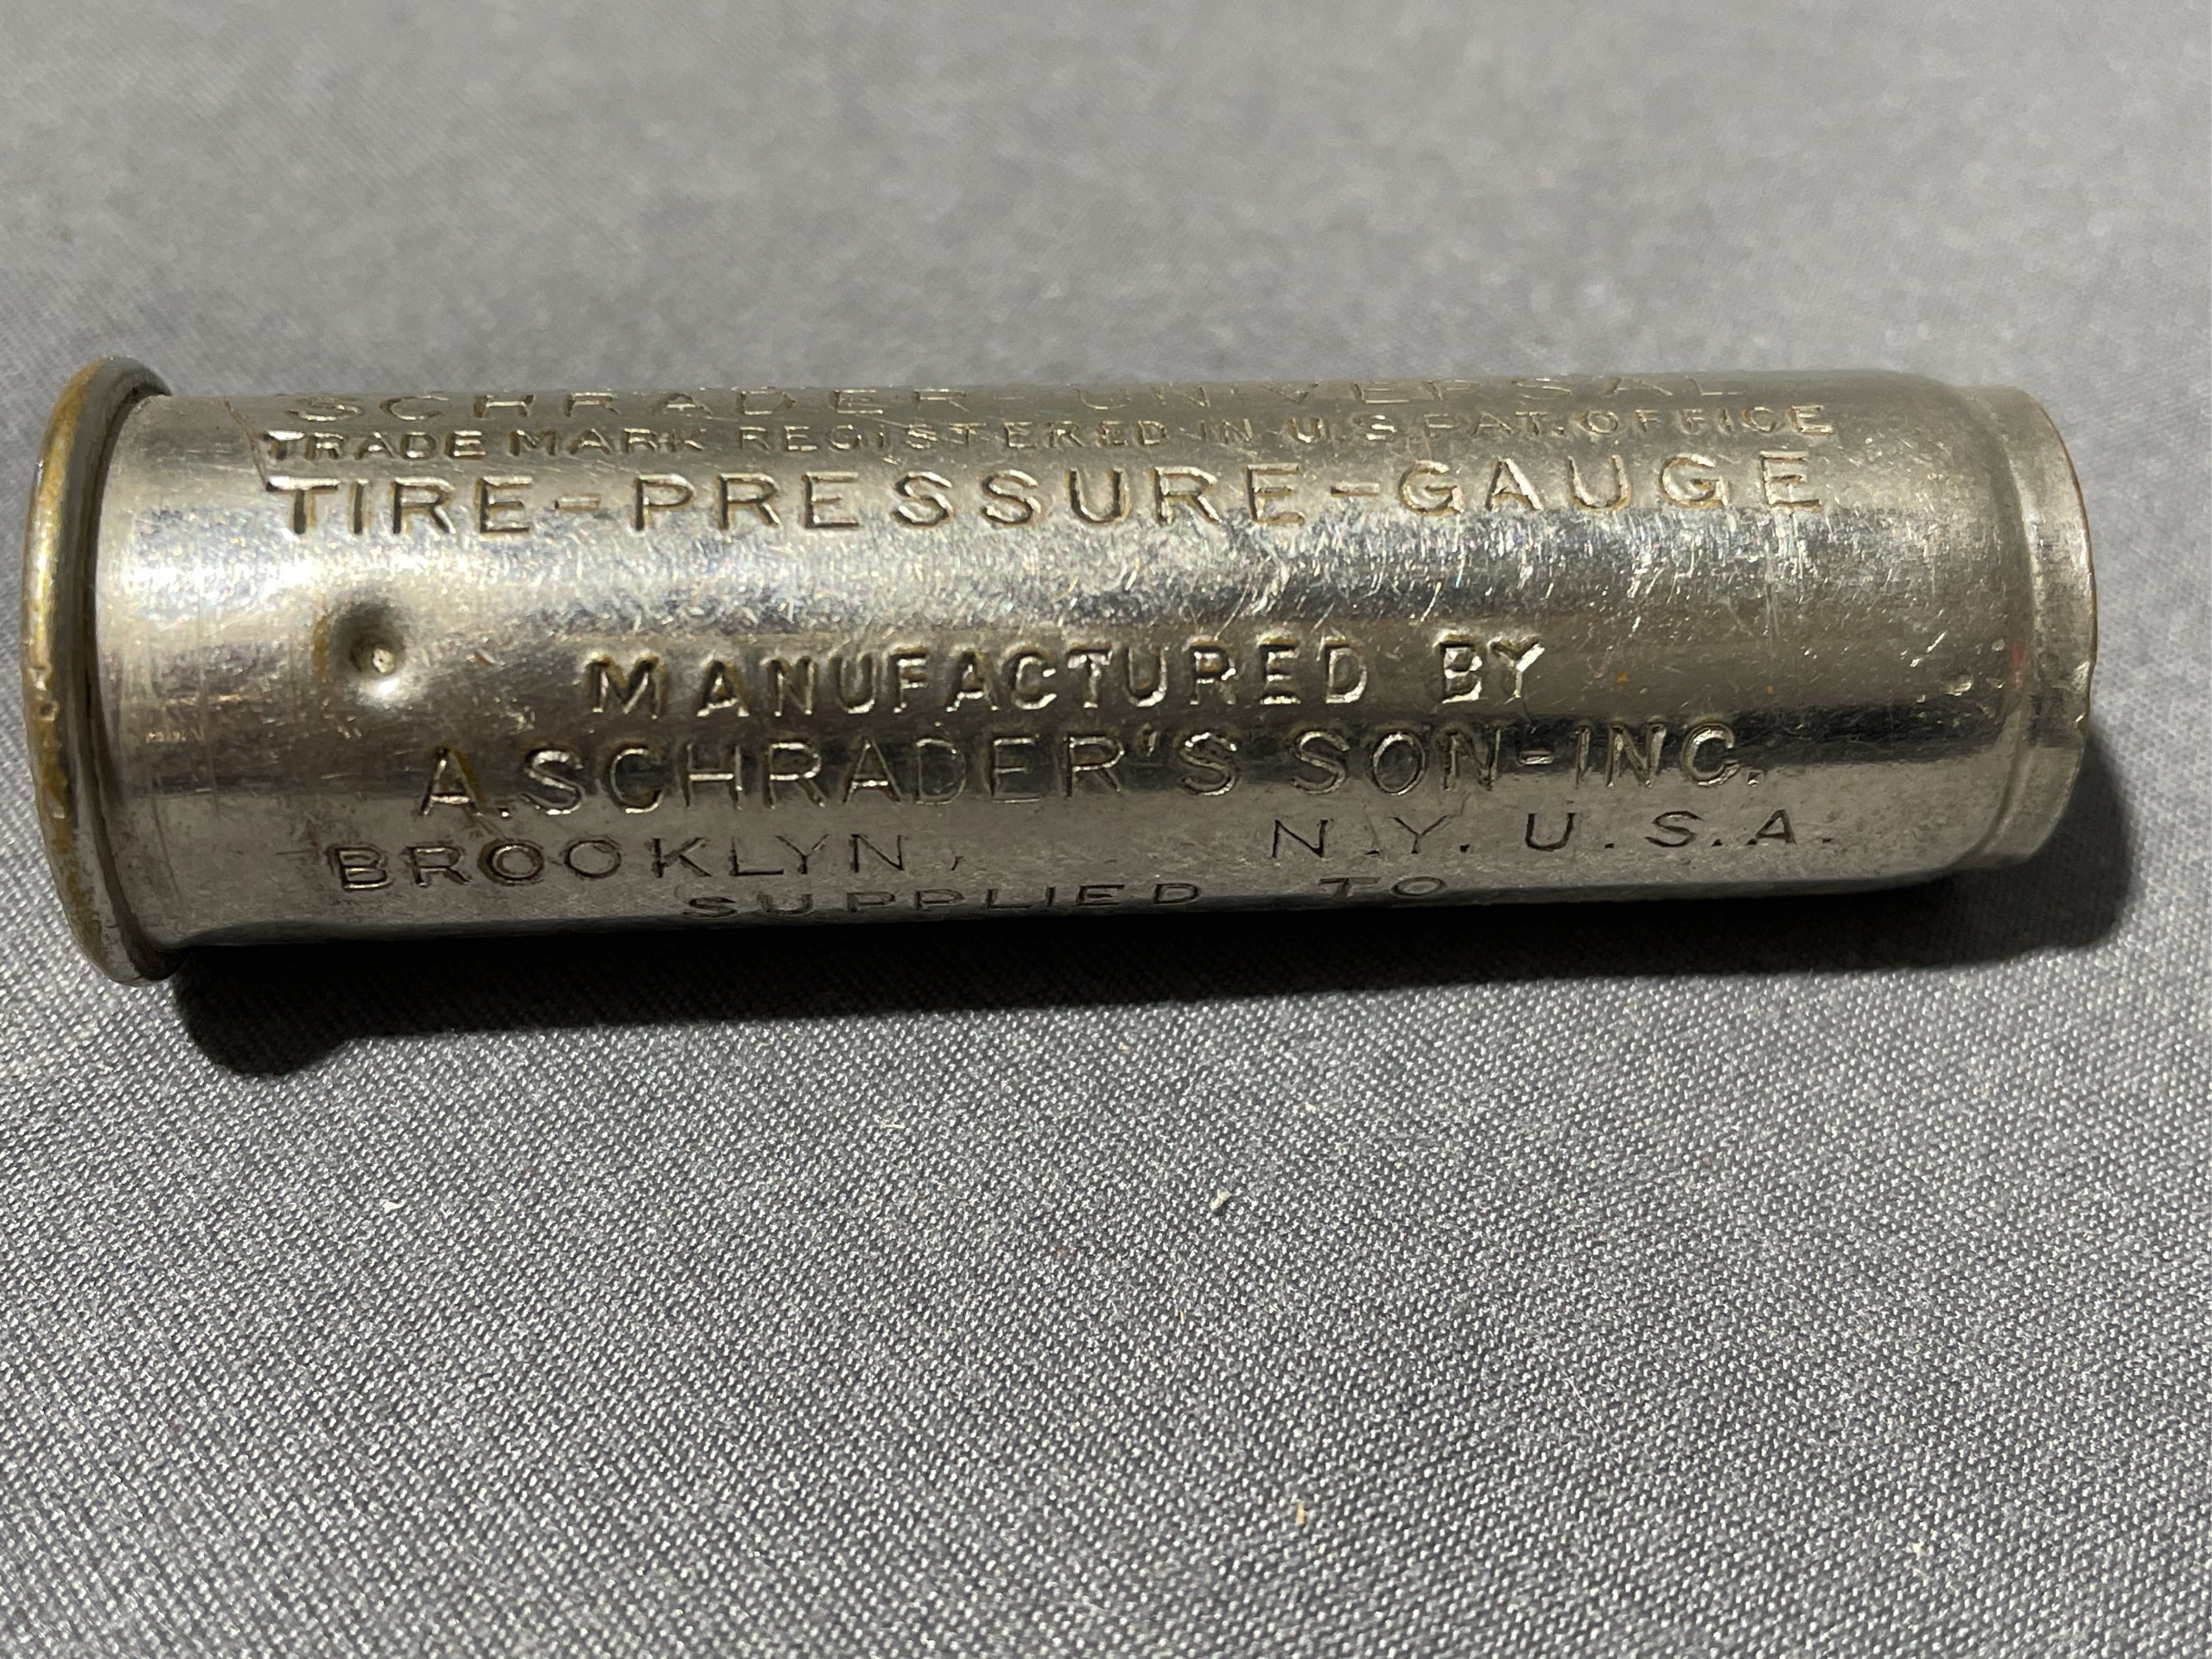 SCHRADER UNIVERSAL
TRADE MARK REGISTERED IN U.S. PAT. OFFICE
TIRE-PRESSURE-GAUGE
MANUFACTURED BY
A. SCHRADER'S SON-INC.
BROOKLYN, N.Y. U.S.A.
SUPPLIED TO